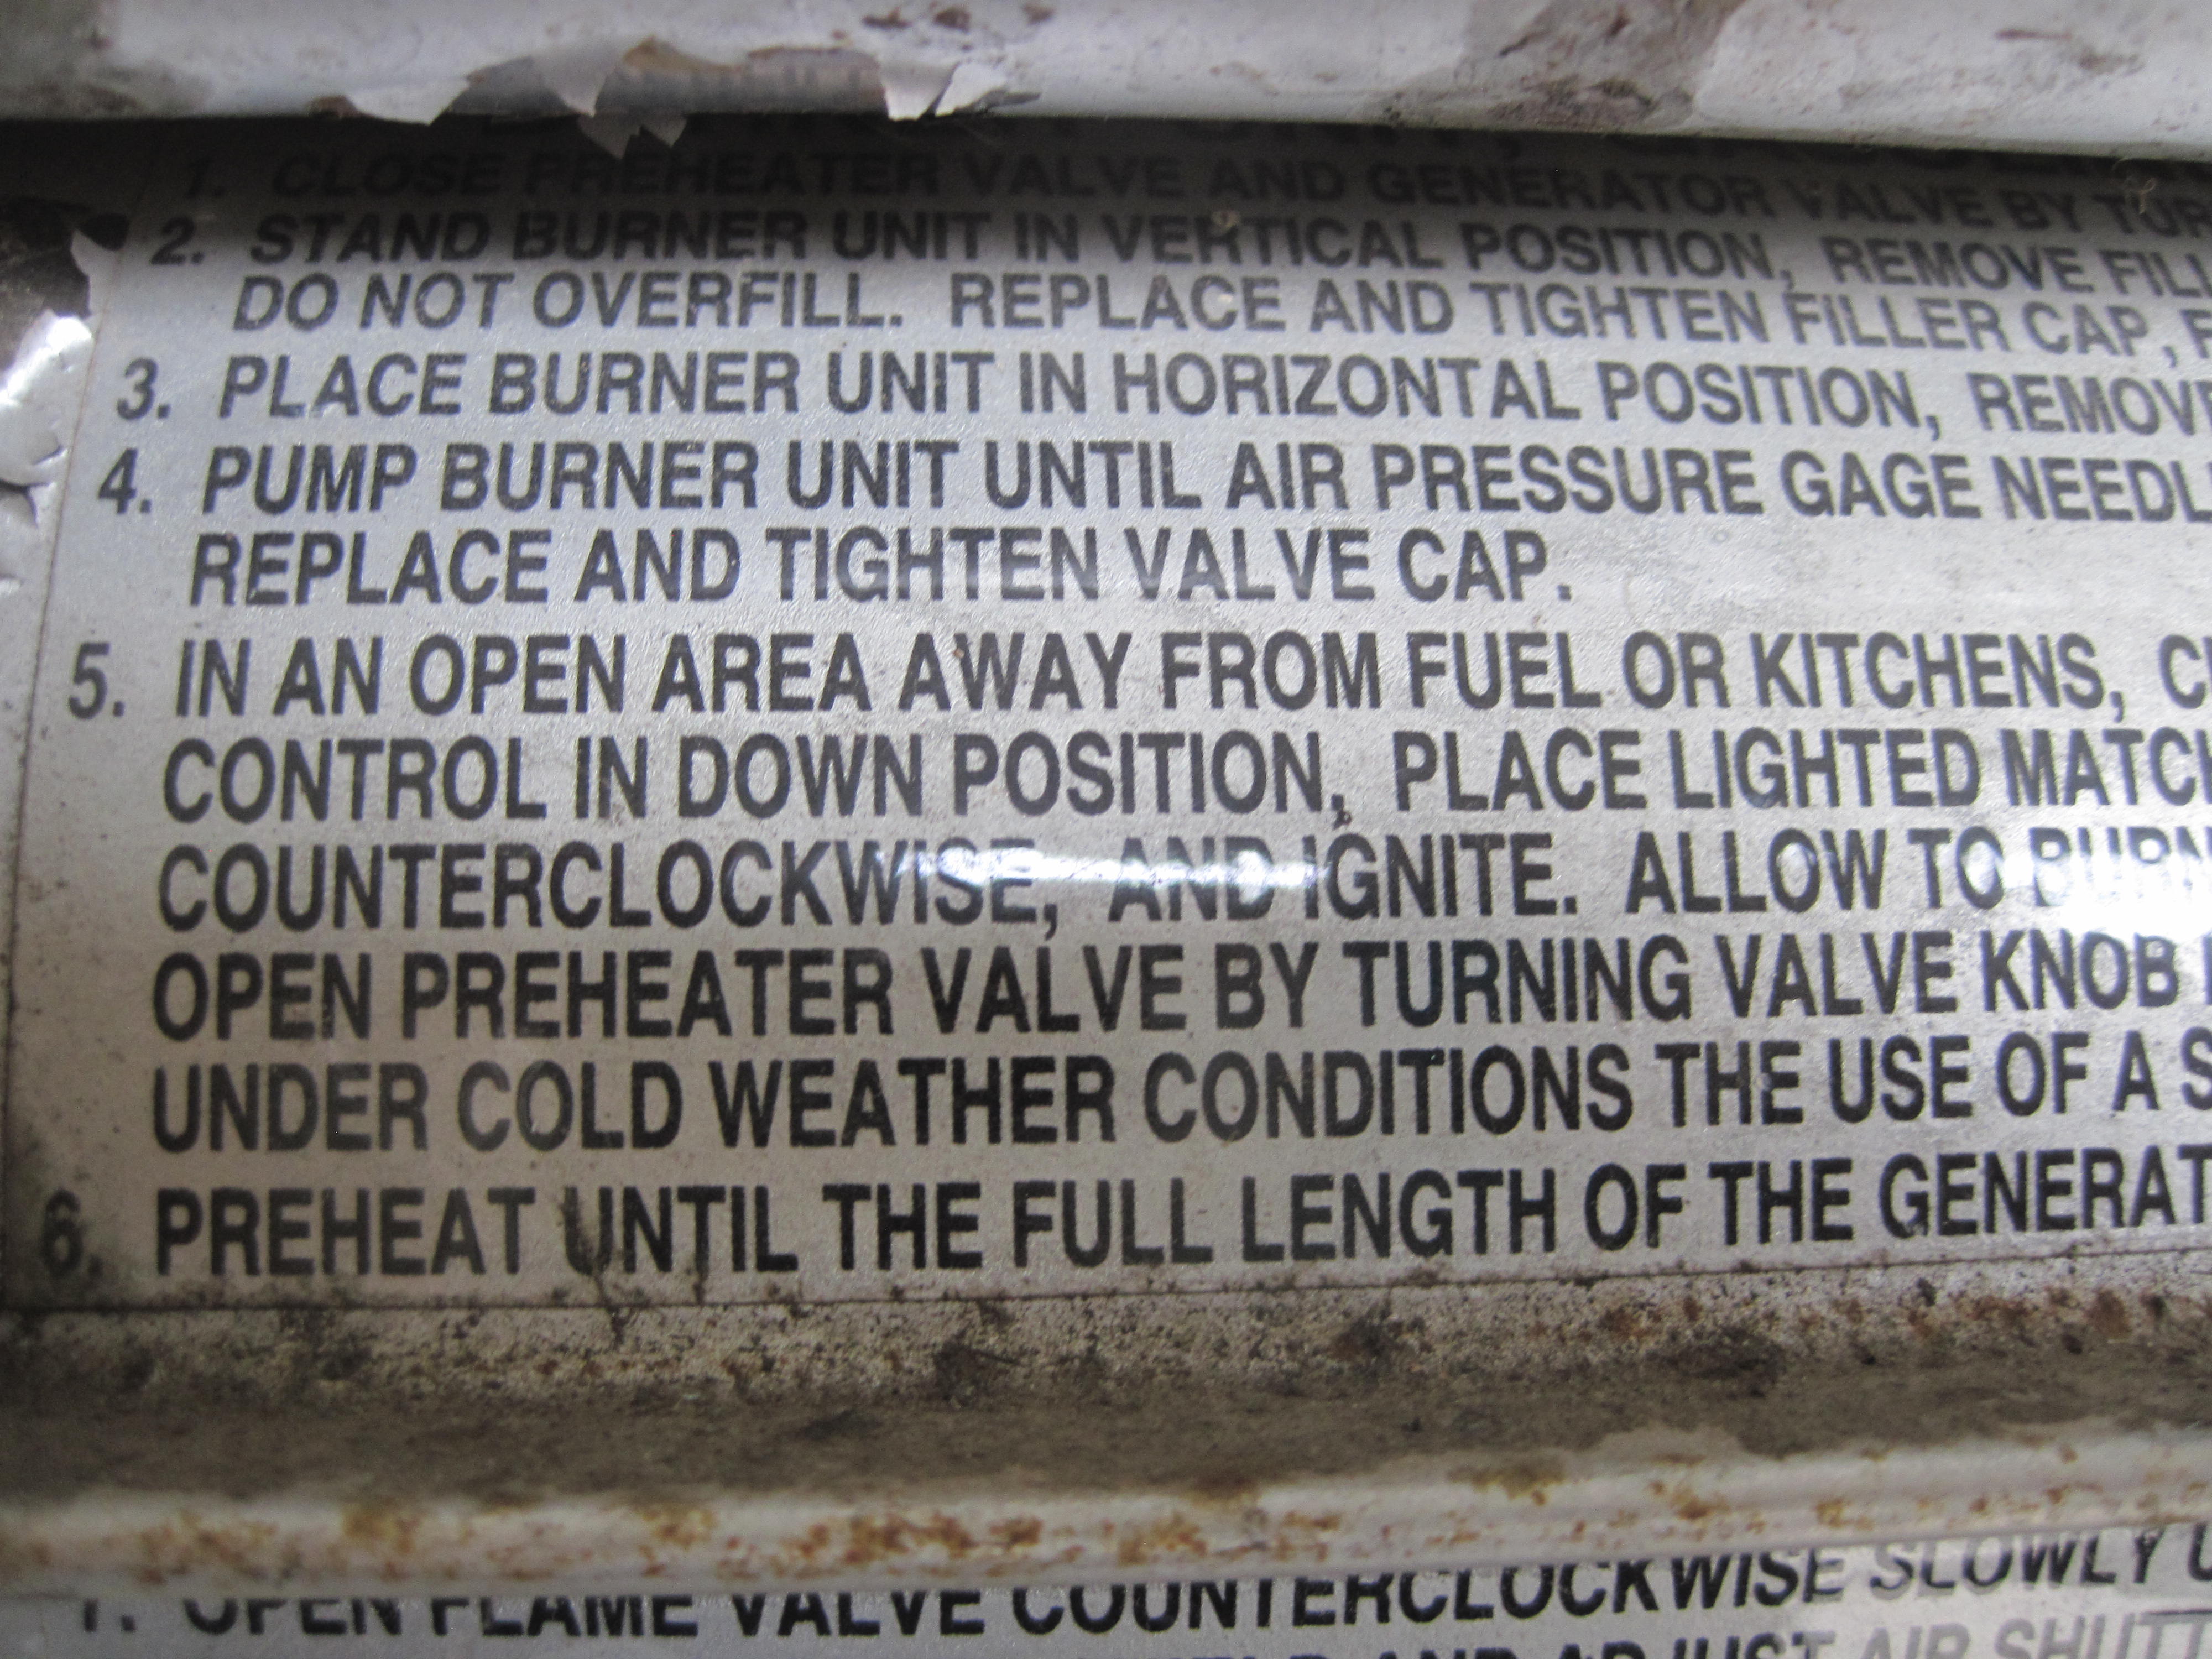 1. CLOSE PREHEATER VALVE AND GENERATOR VALVE BY
2. STAND BURNER UNIT IN VERTICAL POSITION, REMOVE
DO NOT OVERFILL. REPLACE AND TIGHTEN FILLER CAP,
3. PLACE BURNER UNIT IN HORIZONTAL POSITION,
4. PUMP BURNER UNIT UNTIL AIR PRESSURE GAGE
REPLACE AND TIGHTEN VALVE CAP.
5. IN AN OPEN AREA AWAY FROM FUEL OR KITCHENS,
CONTROL IN DOWN POSITION, PLACE LIGHTED
COUNTERCLOCKWISE, AND IGNITE. ALLOW TO
OPEN PREHEATER VALVE BY TURNING VALVE KNOB
UNDER COLD WEATHER CONDITIONS THE USE OF A
6. PREHEAT UNTIL THE FULL LENGTH OF THE
OPEN FLAME VALVE COUNTERCLOCKWISE SLOWLY
AND ADJUST AIR